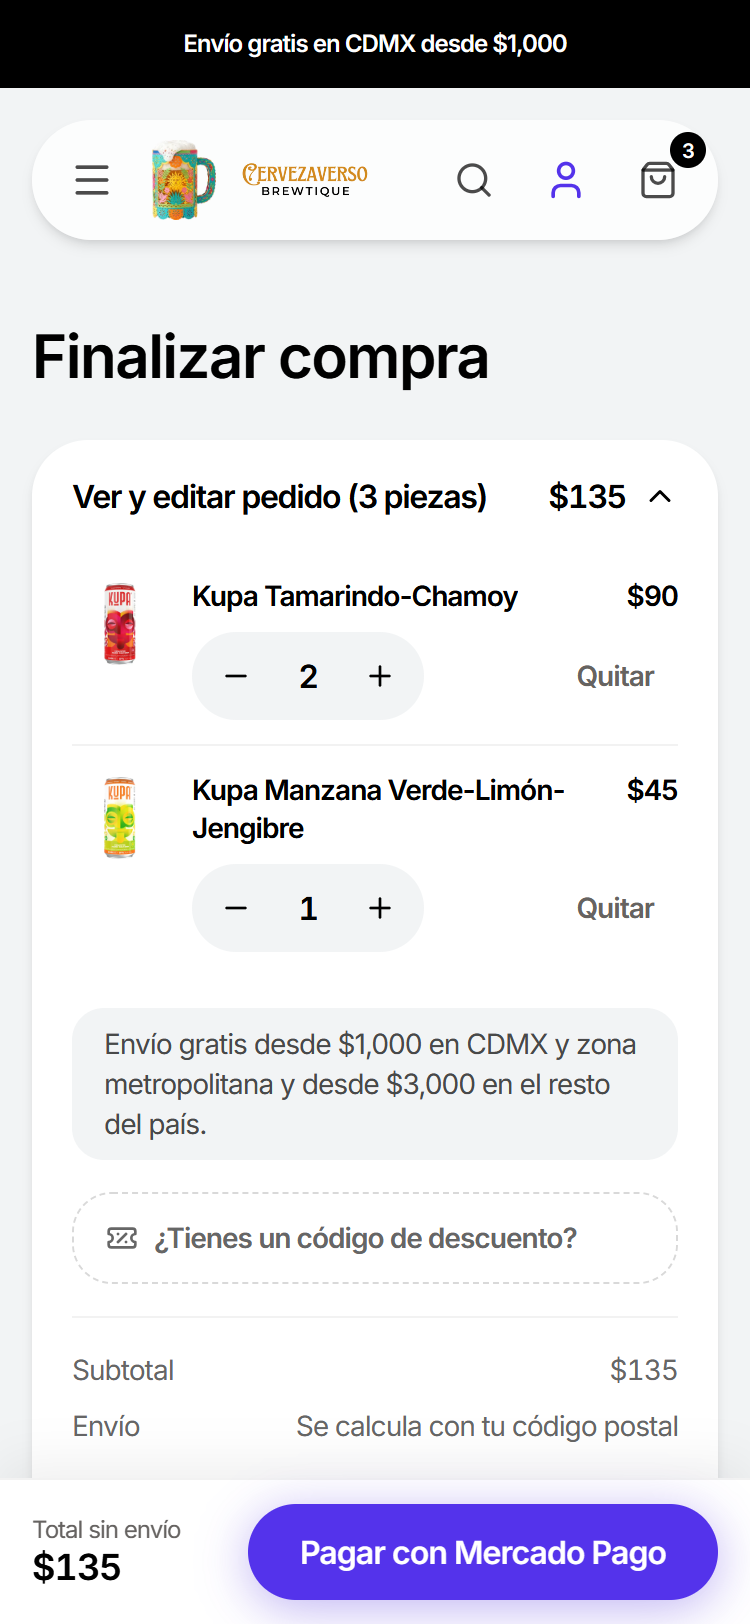 Envío gratis en CDMX desde $1,000
CERVEZAVERSO
BREWTIQUE
3
Finalizar compra
Ver y editar pedido (3 piezas) $135
KUPA
Kupa Tamarindo-Chamoy $90
2 Quitar
KUPA
Kupa Manzana Verde-Limón-
Jengibre
$45
1 Quitar
Envío gratis desde $1,000 en CDMX y zona
metropolitana y desde $3,000 en el resto
del país.
¿Tienes un código de descuento?
Subtotal $135
Envío Se calcula con tu código postal
Total sin envío
$135
Pagar con Mercado Pago